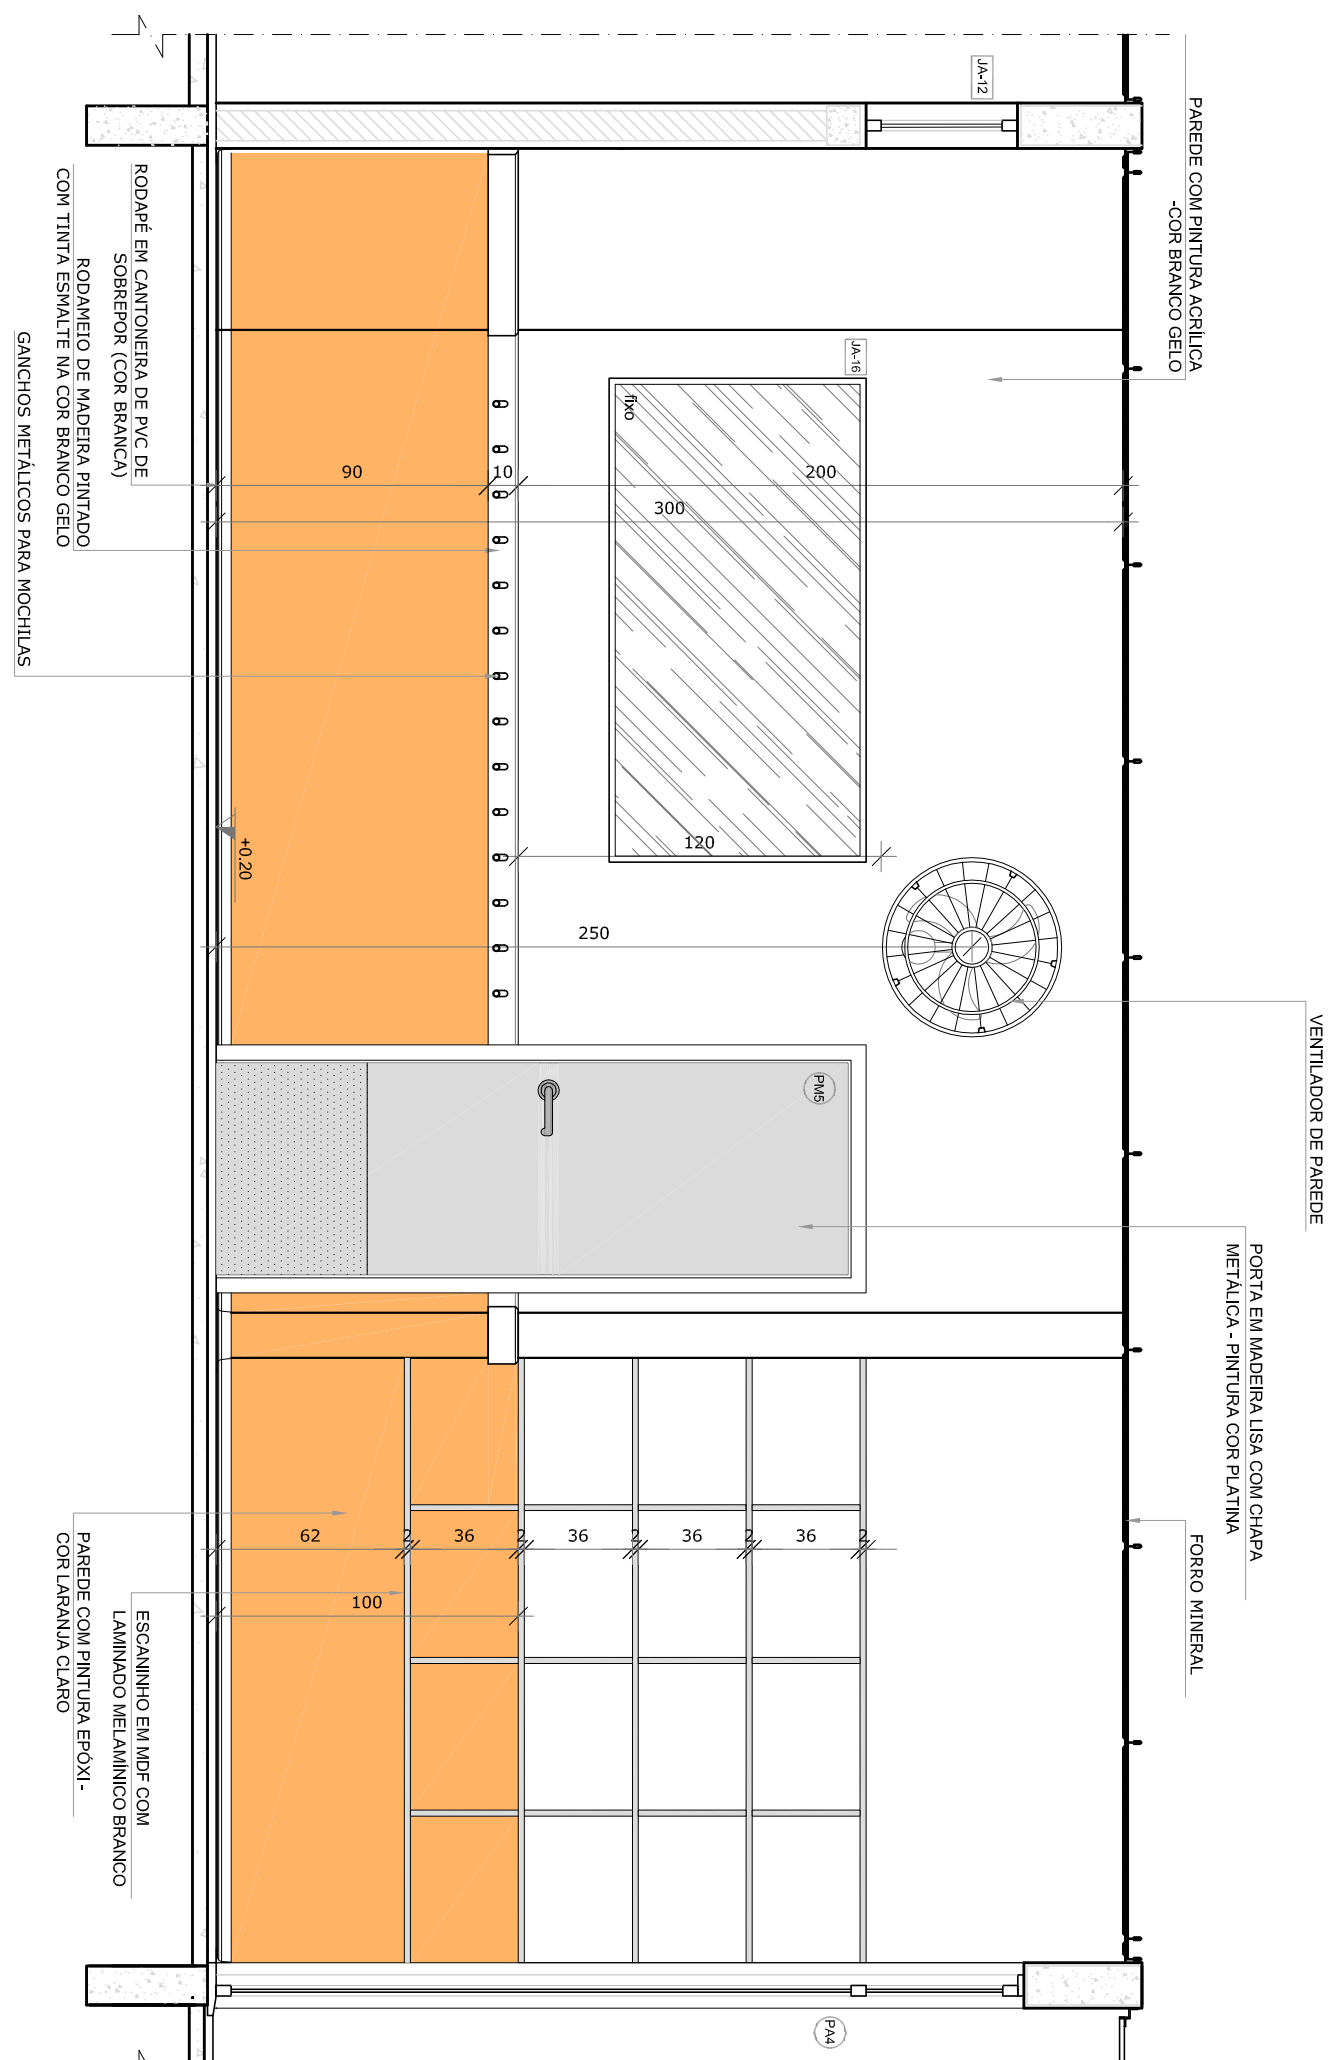 JA-12
PAREDE COM PINTURA ACRÍLICA
-COR BRANCO GELO
VENTILADOR DE PAREDE
PORTA EM MADEIRA LISA COM CHAPA
METÁLICA - PINTURA COR PLATINA
FORRO MINERAL
JA-16
fixo
PM5
PA4
90
10
200
300
120
250
+0.20
62
2
36
2
36
2
36
2
36
2
100
RODAPÉ EM CANTONEIRA DE PVC DE
SOBREPOR (COR BRANCA)
RODAMEIO DE MADEIRA PINTADO
COM TINTA ESMALTE NA COR BRANCO GELO
GANCHOS METÁLICOS PARA MOCHILAS
ESCANINHO EM MDF COM
LAMINADO MELAMÍNICO BRANCO
PAREDE COM PINTURA EPÓXI-
COR LARANJA CLARO